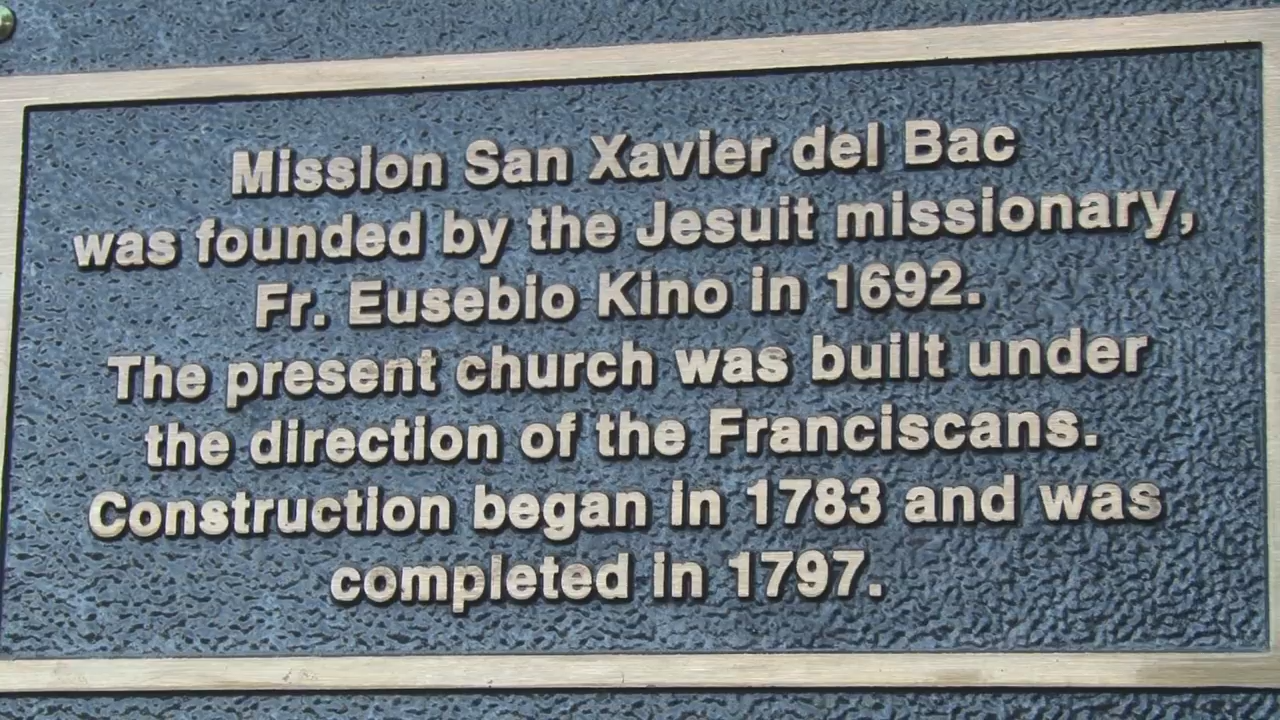 Mission San Xavier del Bac
was founded by the Jesuit missionary,
Fr. Eusebio Kino in 1692.
The present church was built under
the direction of the Franciscans.
Construction began in 1783 and was
completed in 1797.